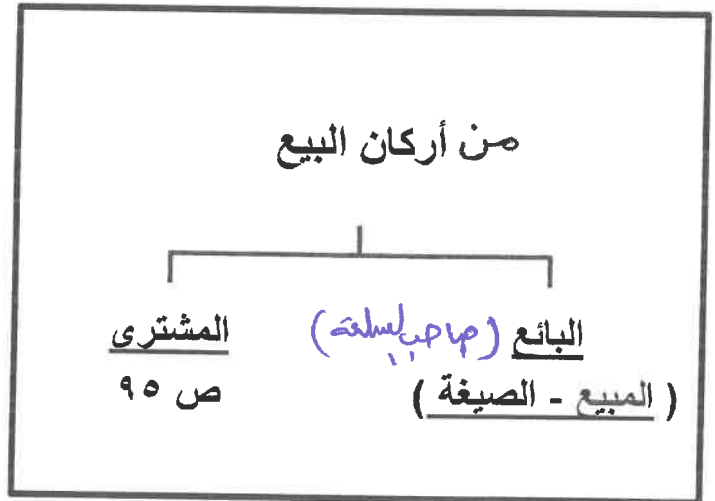 من أركان البيع
البائع (صاحب السلعة) المشترى
( المبيع - الصيغة ) ص ٩٥